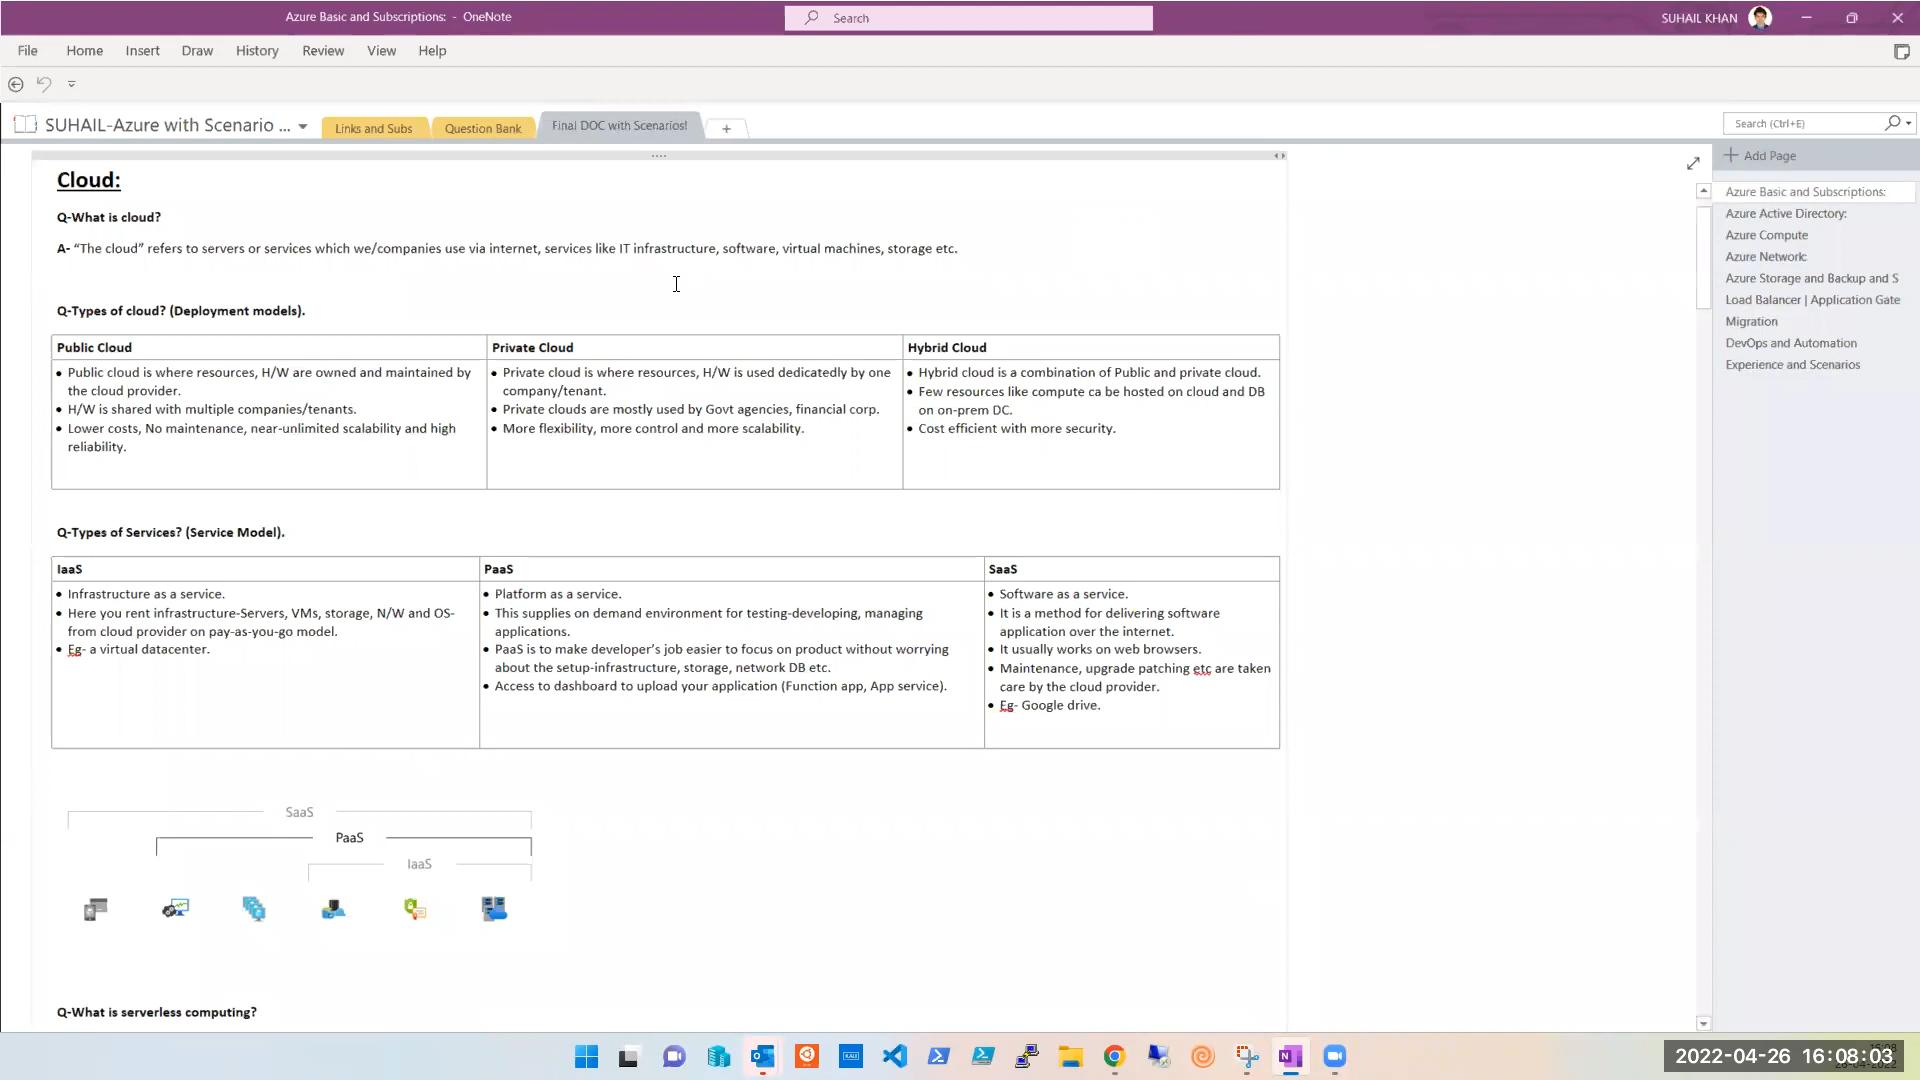 Azure Basic and Subscriptions: - OneNote
Search
SUHAIL KHAN
File Home Insert Draw History Review View Help
SUHAIL-Azure with Scenario ...
Links and Subs
Question Bank
Final DOC with Scenarios!
Search (Ctrl+E)
Add Page
Azure Basic and Subscriptions:
Azure Active Directory:
Azure Compute
Azure Network:
Azure Storage and Backup and S
Load Balancer | Application Gate
Migration
DevOps and Automation
Experience and Scenarios
Cloud:
Q-What is cloud?
A- “The cloud” refers to servers or services which we/companies use via internet, services like IT infrastructure, software, virtual machines, storage etc.
Q-Types of cloud? (Deployment models).
Public Cloud
• Public cloud is where resources, H/W are owned and maintained by
the cloud provider.
• H/W is shared with multiple companies/tenants.
• Lower costs, No maintenance, near-unlimited scalability and high
reliability.
Private Cloud
• Private cloud is where resources, H/W is used dedicatedly by one
company/tenant.
• Private clouds are mostly used by Govt agencies, financial corp.
• More flexibility, more control and more scalability.
Hybrid Cloud
• Hybrid cloud is a combination of Public and private cloud.
• Few resources like compute ca be hosted on cloud and DB
on on-prem DC.
• Cost efficient with more security.
Q-Types of Services? (Service Model).
IaaS
• Infrastructure as a service.
• Here you rent infrastructure-Servers, VMs, storage, N/W and OS-
from cloud provider on pay-as-you-go model.
• Eg- a virtual datacenter.
PaaS
• Platform as a service.
• This supplies on demand environment for testing-developing, managing
applications.
• PaaS is to make developer’s job easier to focus on product without worrying
about the setup-infrastructure, storage, network DB etc.
• Access to dashboard to upload your application (Function app, App service).
SaaS
• Software as a service.
• It is a method for delivering software
application over the internet.
• It usually works on web browsers.
• Maintenance, upgrade patching etc are taken
care by the cloud provider.
• Eg- Google drive.
SaaS
PaaS
IaaS
Q-What is serverless computing?
2022-04-26 16:08:03